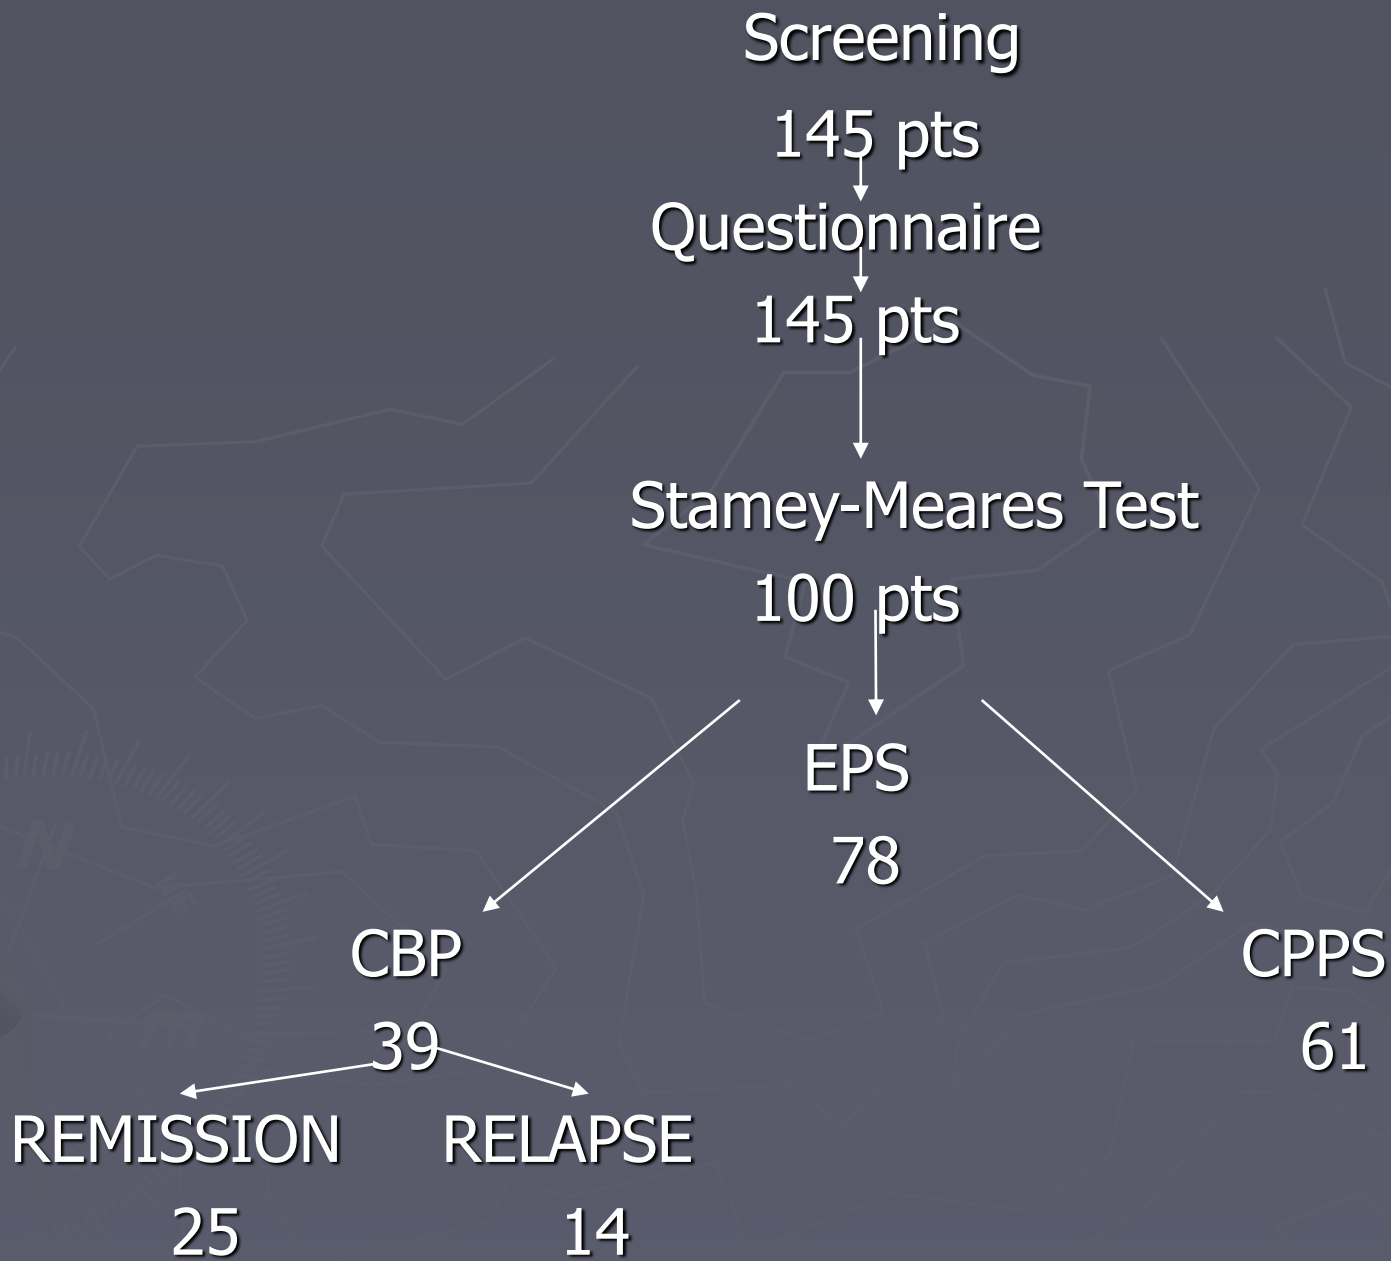 Screening
145 pts
Questionnaire
145 pts
Stamey-Meares Test
100 pts
EPS
78
CBP
CPPS
39
61
REMISSION
RELAPSE
25
14
N
E